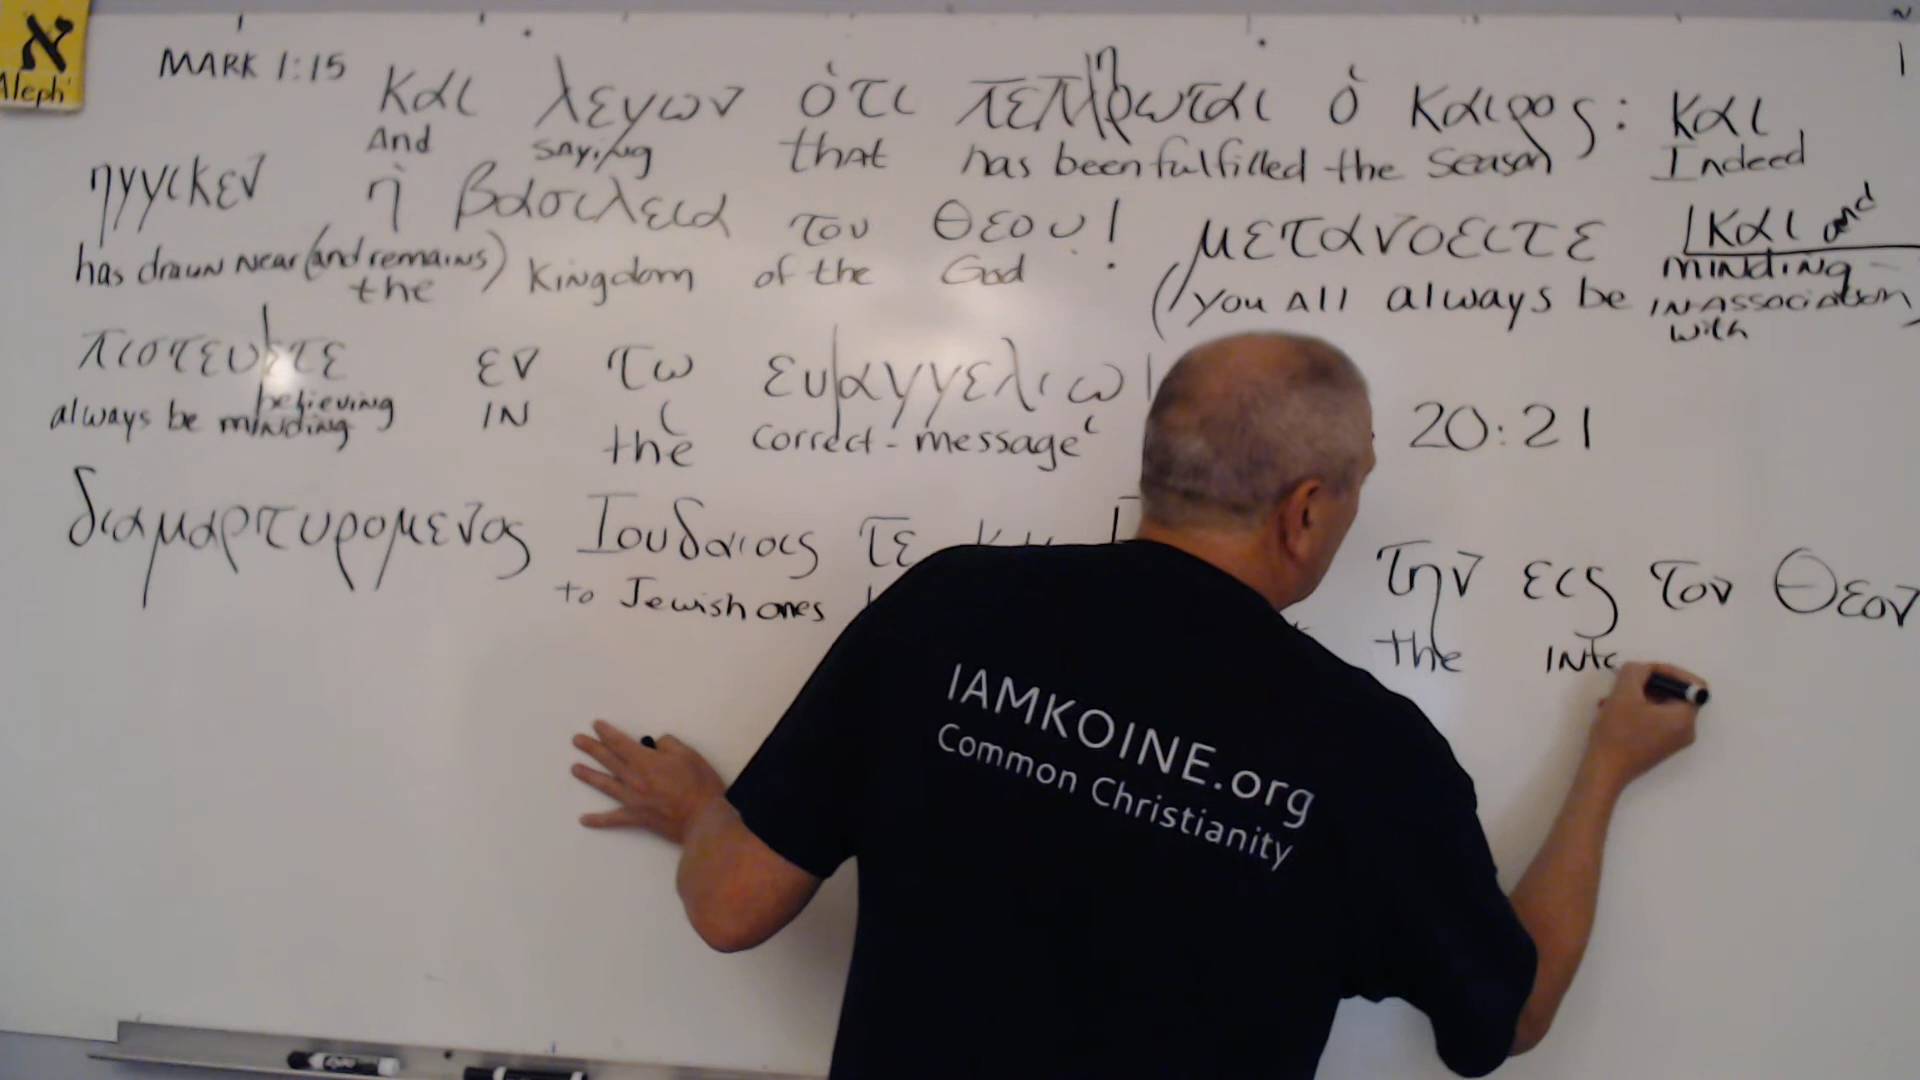 א
Aleph
MARK 1:15
και λεγων ὁτι πεπληρωται ὁ καιρος: και
And saying that has been fulfilled the season Indeed
ηγγικεν ἡ βασιλεια του Θεου! μετανοειτε και and
has drawn near (and remains) the Kingdom of the God (you All always be minding in association with
πιστευετε εν τω ευαγγελιω
always be minding believing IN the correct-message
20:21
διαμαρτυρομενος Ιουδαιοις τε την εις τον Θεον
to Jewish ones the INto
IAMKOINE.org
Common Christianity
EXPO